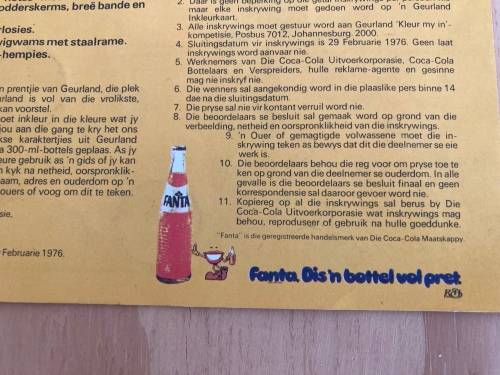 odderskerms, breë bande en
rlosies.
vigwams met staalrame.
-hempies.
n prentjie van Geurland, die plek
urland is vol van die vrolikste,
kan voorstel.
oet inkleur in die kleure wat jy
jou aan die gang te kry het ons
kse karaktertjies uit Geurland
a 300-ml-bottels geplaas. As jy
eure gebruik as 'n gids of jy kan
n kyk na netheid, oorspronklik-
aam, adres en ouderdom op 'n
ouers of voog om dit te teken.
sie,
Februarie 1976.
maar elke inkrywing moet gedoen word op 'n Geurland
Inkleurkaart.
3. Alle inskrywings moet gestuur word aan Geurland 'Kleur my in'-
kompetisie, Posbus 7012, Johannesburg. 2000.
4 Sluitingsdatum vir inskrywings is 29 Februarie 1976. Geen laat
inskrywings word aanvaar nie.
5. Werknemers van Die Coca-Cola Uitvoerkorporasie, Coca-Cola
Bottelaars en Verspreiders, hulle reklame-agente en gesinne
mag nie inskryf nie.
6. Die wenners sal aangekondig word in die plaaslike pers binne 14
dae na die sluitingsdatum.
7. Die pryse sal nie vir kontant verruil word nie.
8. Die beoordelaars se besluit sal gemaak word op grond van die
verbeelding, netheid en oorspronklikheid van die inskrywings.
9. 'n Ouer of gemagtigde volwassene moet die in-
skrywing teken as bewys dat dit die deelnemer se eie
werk is.
10. Die beoordelaars behou die reg voor om pryse toe te
ken op grond van die deelnemer se ouderdom. In alle
gevalle is die beoordelaars se besluit finaal en geen
korrespondensie sal daaroor gevoer word nie.
11. Kopiereg op al die inskrywings sal berus by Die
Coca-Cola Uitvoerkorporasie wat inskrywings mag
behou, reproduseer of gebruik na hulle goeddunke.
"Fanta" is die geregistreerde handelsmerk van Die Coca-Cola Maatskappy.
FANTA
Fanta. Dis 'n bottel vol pret.